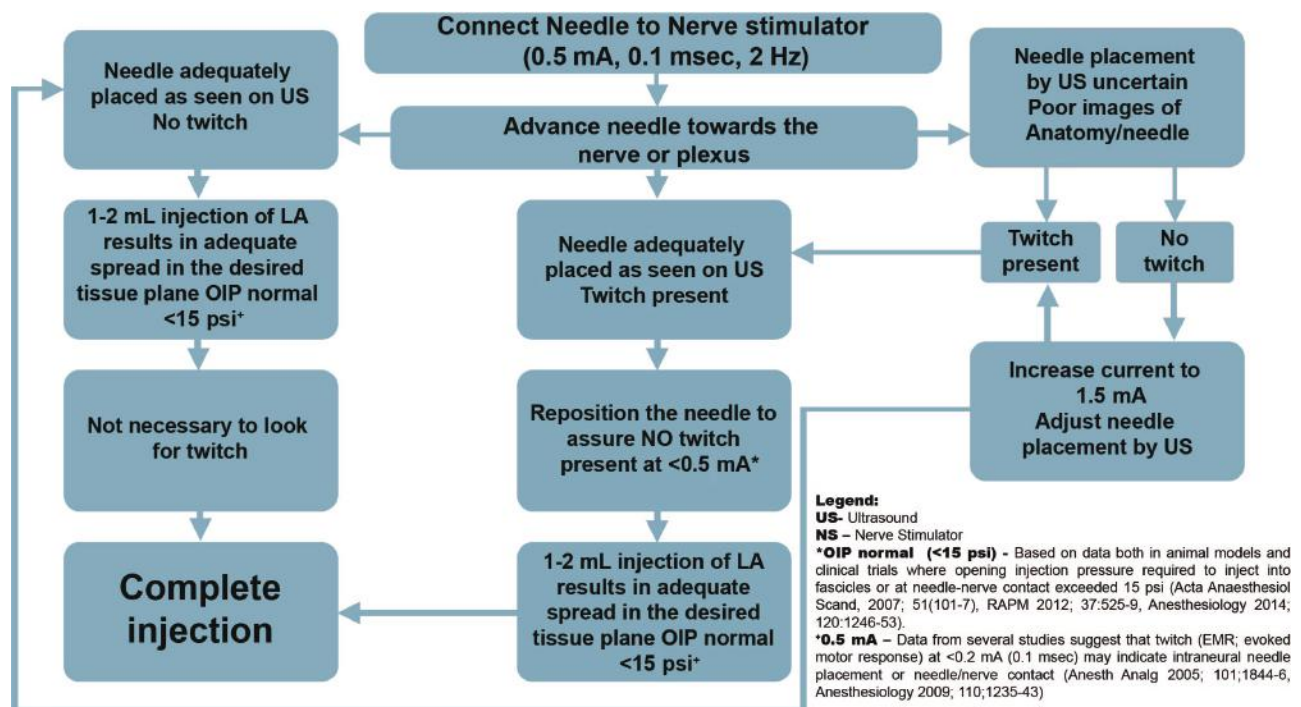 Connect Needle to Nerve stimulator
(0.5 mA, 0.1 msec, 2 Hz)
Needle adequately
placed as seen on US
No twitch
Advance needle towards the
nerve or plexus
Needle placement
by US uncertain
Poor images of
Anatomy/needle
1-2 mL injection of LA
results in adequate
spread in the desired
tissue plane OIP normal
<15 psi⁺
Needle adequately
placed as seen on US
Twitch present
Twitch
present
No
twitch
Not necessary to look
for twitch
Reposition the needle to
assure NO twitch
present at <0.5 mA*
Increase current to
1.5 mA
Adjust needle
placement by US
Complete
injection
1-2 mL injection of LA
results in adequate
spread in the desired
tissue plane OIP normal
<15 psi⁺
Legend:
US- Ultrasound
NS – Nerve Stimulator
*OIP normal (<15 psi) - Based on data both in animal models and
clinical trials where opening injection pressure required to inject into
fascicles or at needle-nerve contact exceeded 15 psi (Acta Anaesthesiol
Scand, 2007; 51(101-7), RAPM 2012; 37:525-9, Anesthesiology 2014;
120:1246-53).
⁺0.5 mA – Data from several studies suggest that twitch (EMR; evoked
motor response) at <0.2 mA (0.1 msec) may indicate intraneural needle
placement or needle/nerve contact (Anesth Analg 2005; 101;1844-6,
Anesthesiology 2009; 110;1235-43)